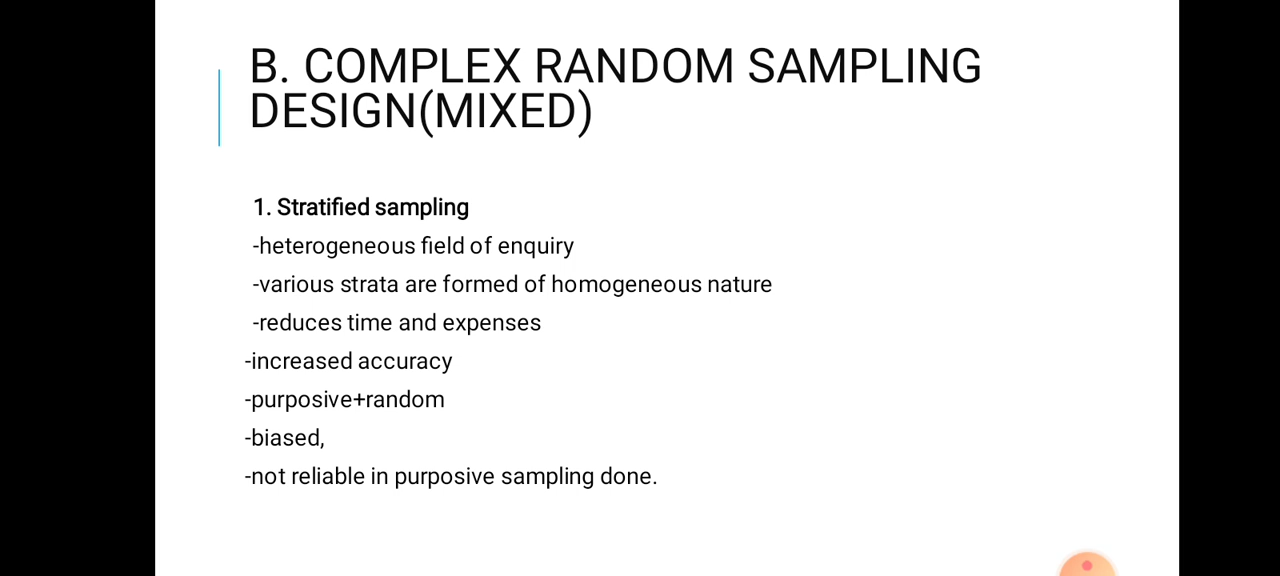 B. COMPLEX RANDOM SAMPLING
DESIGN(MIXED)
1. Stratified sampling
-heterogeneous field of enquiry
-various strata are formed of homogeneous nature
-reduces time and expenses
-increased accuracy
-purposive+random
-biased,
-not reliable in purposive sampling done.